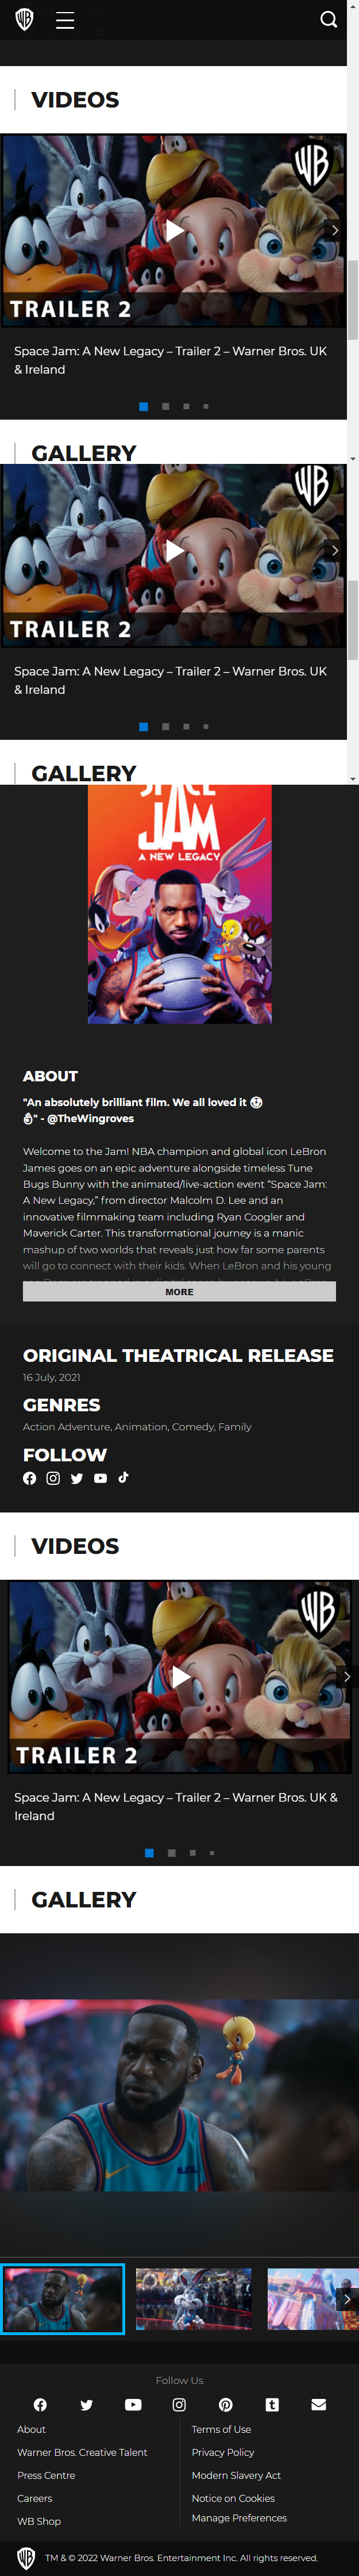 WB
VIDEOS
WB
TRAILER 2
Space Jam: A New Legacy – Trailer 2 – Warner Bros. UK
& Ireland
GALLERY
WB
TRAILER 2
Space Jam: A New Legacy – Trailer 2 – Warner Bros. UK
& Ireland
GALLERY
SPACE
JAM
A NEW LEGACY
ABOUT
"An absolutely brilliant film. We all loved it
" - @TheWingroves
Welcome to the Jam! NBA champion and global icon LeBron
James goes on an epic adventure alongside timeless Tune
Bugs Bunny with the animated/live-action event “Space Jam:
A New Legacy,” from director Malcolm D. Lee and an
innovative filmmaking team including Ryan Coogler and
Maverick Carter. This transformational journey is a manic
mashup of two worlds that reveals just how far some parents
will go to connect with their kids. When LeBron and his young
MORE
ORIGINAL THEATRICAL RELEASE
16 July, 2021
GENRES
Action Adventure, Animation, Comedy, Family
FOLLOW
VIDEOS
WB
TRAILER 2
Space Jam: A New Legacy – Trailer 2 – Warner Bros. UK &
Ireland
GALLERY
Follow Us
About
Warner Bros. Creative Talent
Press Centre
Careers
WB Shop
Terms of Use
Privacy Policy
Modern Slavery Act
Notice on Cookies
Manage Preferences
WB
TM & © 2022 Warner Bros. Entertainment Inc. All rights reserved.